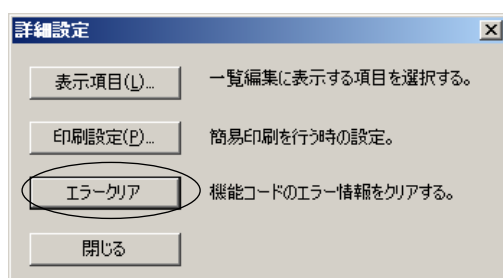 詳細設定
表示項目(L)... 一覧編集に表示する項目を選択する。
印刷設定(P)... 簡易印刷を行う時の設定。
エラークリア 機能コードのエラー情報をクリアする。
閉じる